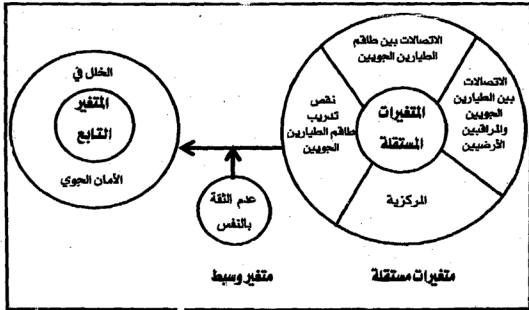 الاتصالات بين طاقم
الطيارين الجويين
الاتصالات
بين الطيارين
الجويين
والمراقبين
الأرضيين
المتغيرات
المستقلة
نقص
تدريب
طاقم الطيارين
الجويين
المركزية
الخلل في
المتغير
التابع
الأمان الجوي
عدم الثقة
بالنفس
متغيرات مستقلة
متغير وسيط